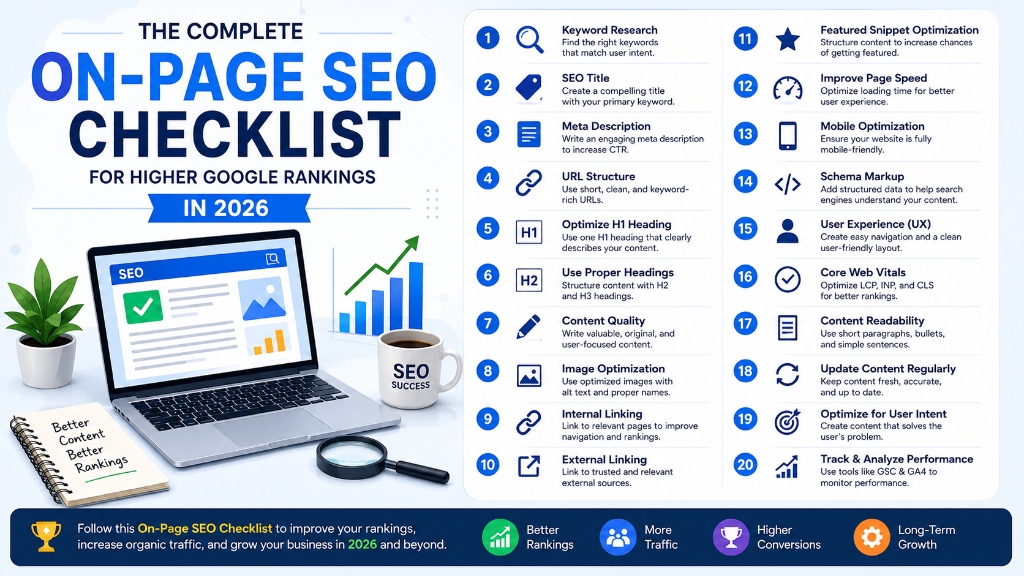 THE COMPLETE
ON-PAGE SEO
CHECKLIST
FOR HIGHER GOOGLE RANKINGS
IN 2026
SEO
SEO
SUCCESS
Better
Content
Better
Rankings
1
Keyword Research
Find the right keywords
that match user intent.
2
SEO Title
Create a compelling title
with your primary keyword.
3
Meta Description
Write an engaging meta description
to increase CTR.
4
URL Structure
Use short, clean, and keyword-
rich URLs.
5
H1
Optimize H1 Heading
Use one H1 heading that clearly
describes your content.
6
H2
Use Proper Headings
Structure content with H2
and H3 headings.
7
Content Quality
Write valuable, original, and
user-focused content.
8
Image Optimization
Use optimized images with
alt text and proper names.
9
Internal Linking
Link to relevant pages to improve
navigation and rankings.
10
External Linking
Link to trusted and relevant
external sources.
11
Featured Snippet Optimization
Structure content to increase chances
of getting featured.
12
Improve Page Speed
Optimize loading time for better
user experience.
13
Mobile Optimization
Ensure your website is fully
mobile-friendly.
14
</>
Schema Markup
Add structured data to help search
engines understand your content.
15
User Experience (UX)
Create easy navigation and a clean
user-friendly layout.
16
Core Web Vitals
Optimize LCP, INP, and CLS
for better rankings.
17
Content Readability
Use short paragraphs, bullets,
and simple sentences.
18
Update Content Regularly
Keep content fresh, accurate,
and up to date.
19
Optimize for User Intent
Create content that solves the
user's problem.
20
Track & Analyze Performance
Use tools like GSC & GA4 to
monitor performance.
Follow this On-Page SEO Checklist to improve your rankings,
increase organic traffic, and grow your business in 2026 and beyond.
Better
Rankings
More
Traffic
Higher
Conversions
Long-Term
Growth